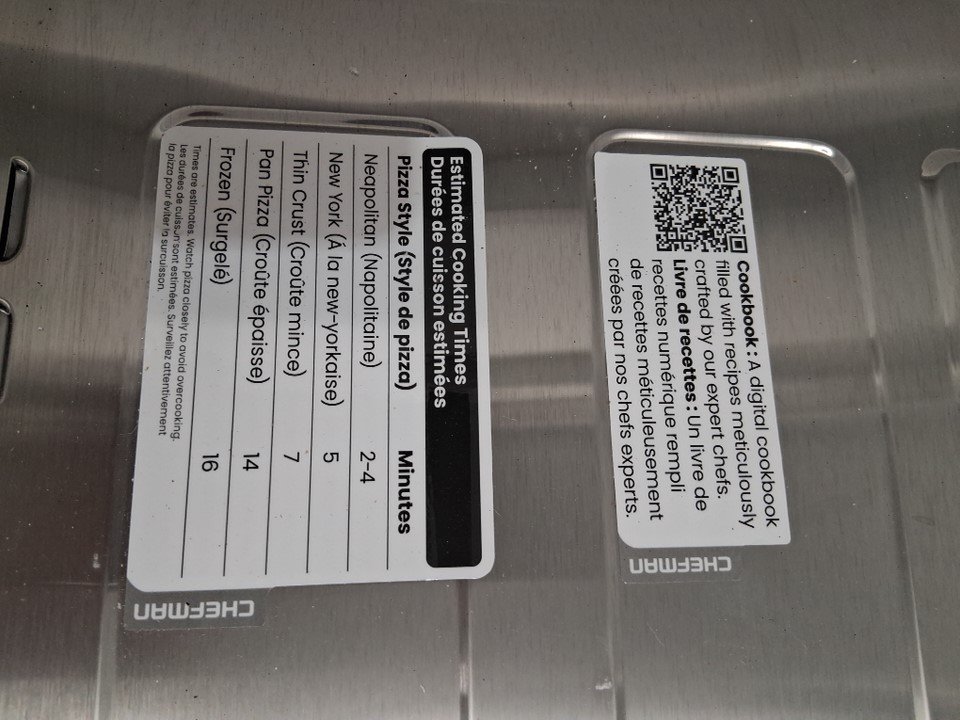 Estimated Cooking Times
Durées de cuisson estimées
Pizza Style (Style de pizza) Minutes
Neapolitan (Napolitaine) 2-4
New York (À la new-yorkaise) 5
Thin Crust (Croûte mince) 7
Pan Pizza (Croûte épaisse) 14
Frozen (Surgelé) 16
Times are estimates. Watch pizza closely to avoid overcooking.
Les durées de cuisson sont estimées. Surveillez attentivement
la pizza pour éviter la surcuisson.
CHEFMAN
Cookbook : A digital cookbook
filled with recipes meticulously
crafted by our expert chefs.
Livre de recettes : Un livre de
recettes numérique rempli
de recettes méticuleusement
créées par nos chefs experts.
CHEFMAN